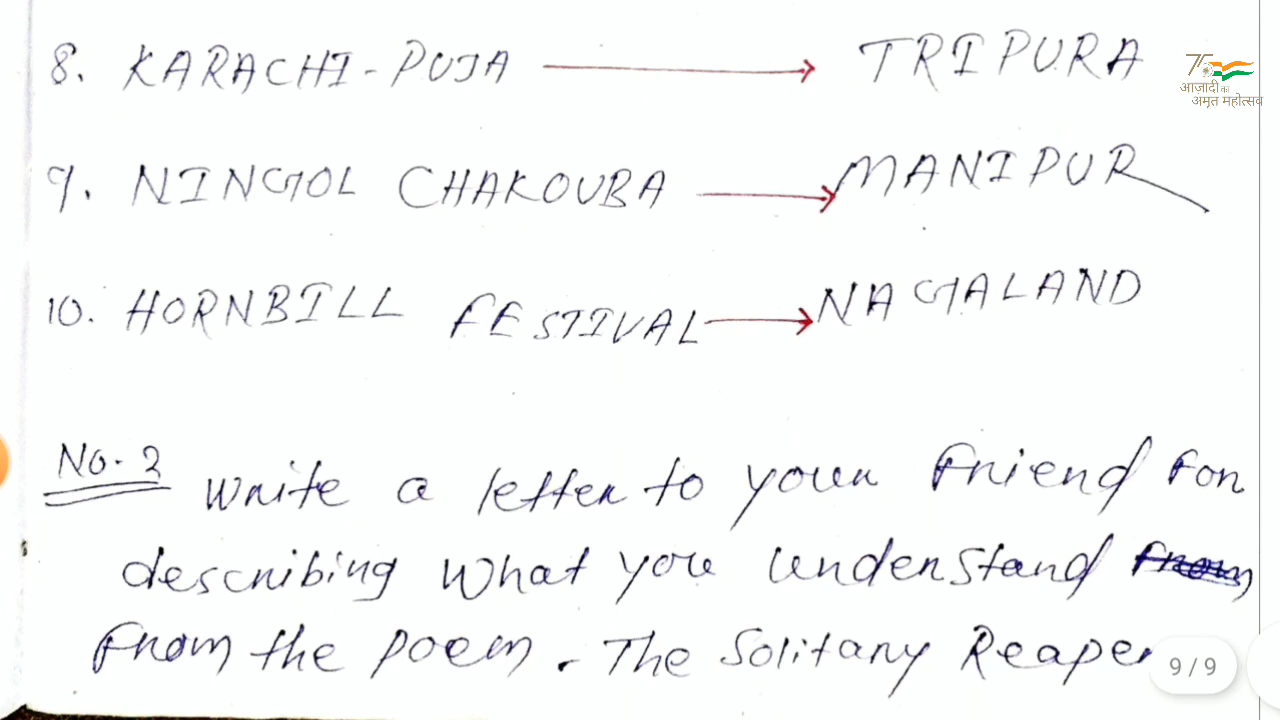 8. KARACHI-PUJA → TRIPURA
75
आज़ादी का
अमृत महोत्सव
9. NINGOL CHAKOUBA → MANIPUR
10. HORNBILL FESTIVAL → NAGALAND
No. 2 Write a letter to your friend for
describing what you understand from
from the poem. The Solitary Reaper
9/9